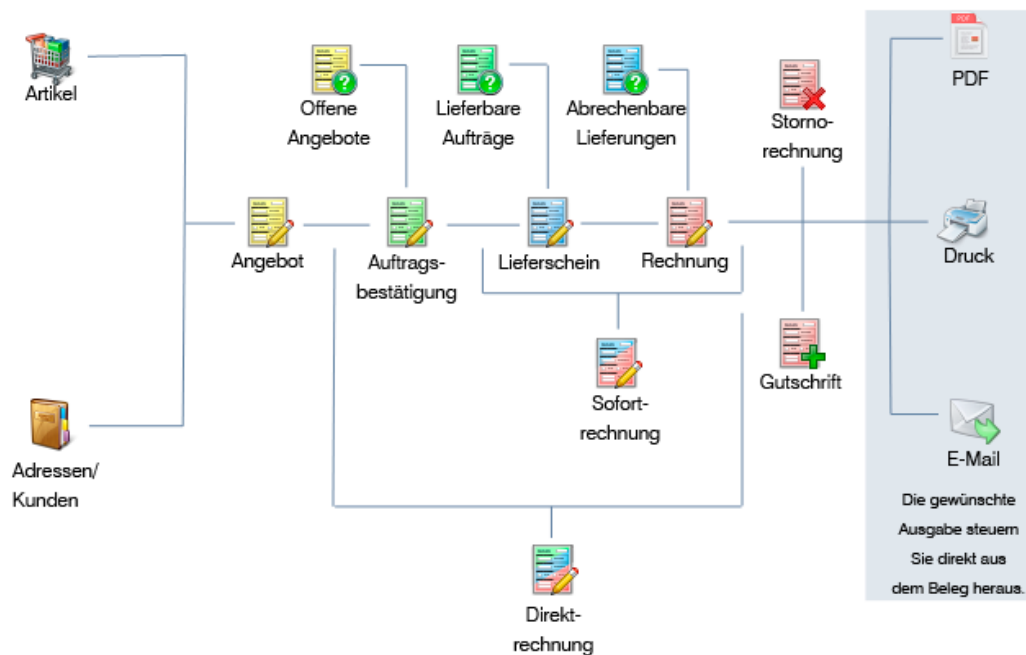 Artikel
Offene
Angebote
Lieferbare
Aufträge
Abrechenbare
Lieferungen
Storno-
rechnung
PDF
PDF
Angebot
Auftrags-
bestätigung
Lieferschein
Rechnung
Druck
Sofort-
rechnung
Gutschrift
Adressen/
Kunden
E-Mail
Die gewünschte
Ausgabe steuern
Sie direkt aus
dem Beleg heraus.
Direkt-
rechnung